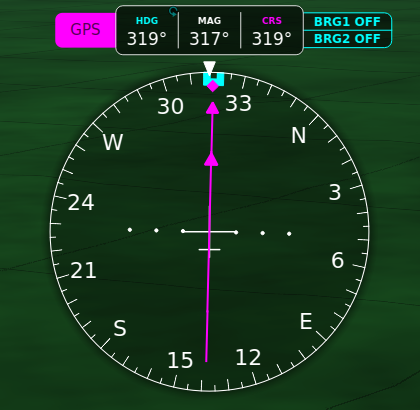 GPS
HDG MAG CRS
319° 317° 319°
BRG1 OFF
BRG2 OFF
30 33
W N
24 3
21 6
S E
15 12